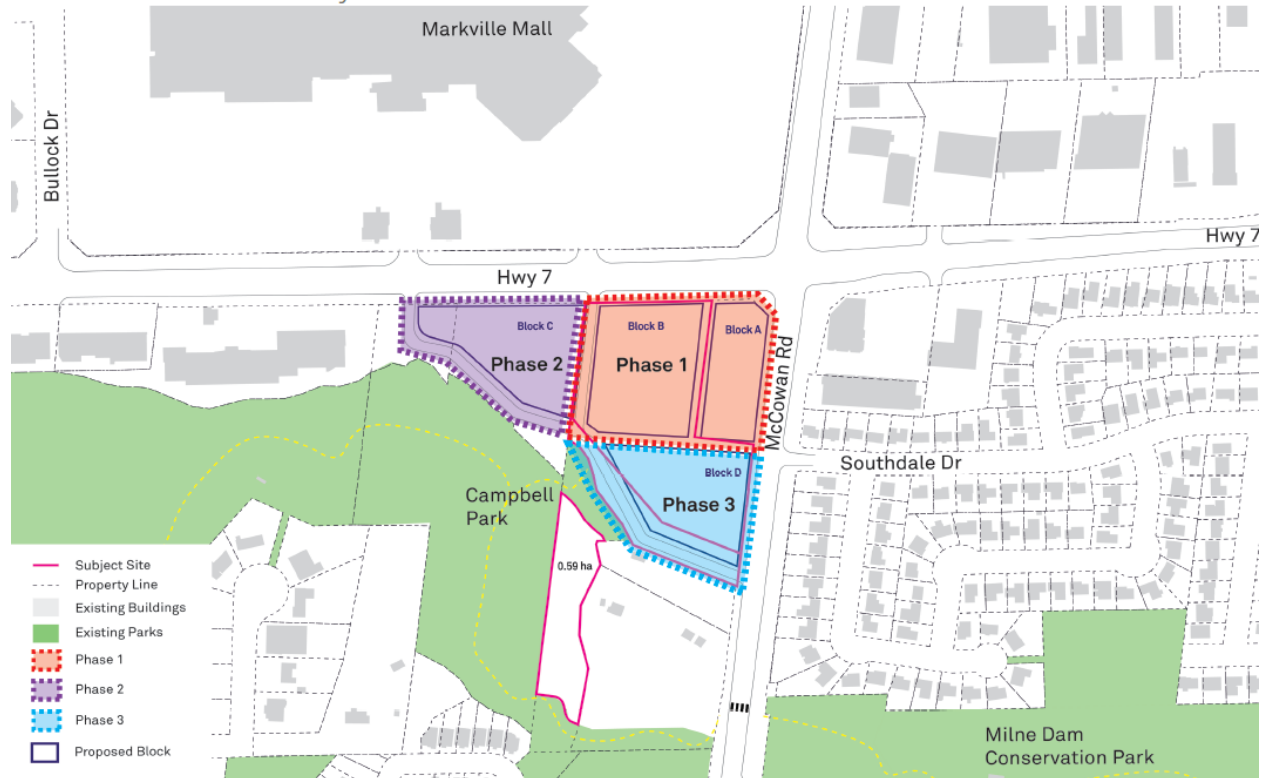 Markville Mall
Bullock Dr
Hwy 7
Hwy 7
Block C
Block B
Block A
Phase 2
Phase 1
McCowan Rd
Southdale Dr
Block D
Phase 3
Campbell
Park
0.59 ha
Subject Site
Property Line
Existing Buildings
Existing Parks
Phase 1
Phase 2
Phase 3
Proposed Block
Milne Dam
Conservation Park